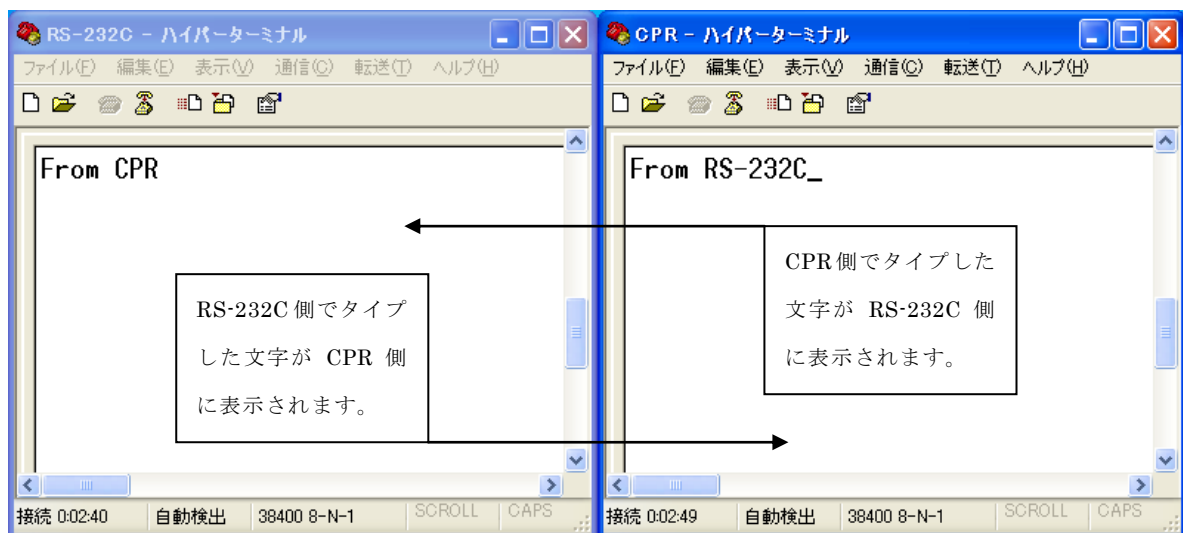 RS-232C - ハイパーターミナル
ファイル(F) 編集(E) 表示(V) 通信(C) 転送(T) ヘルプ(H)
From CPR
RS-232C 側でタイプ
した文字が CPR 側
に表示されます。
接続 0:02:40 自動検出 38400 8-N-1 SCROLL CAPS
CPR - ハイパーターミナル
ファイル(F) 編集(E) 表示(V) 通信(C) 転送(T) ヘルプ(H)
From RS-232C_
CPR側でタイプした
文字が RS-232C 側
に表示されます。
接続 0:02:49 自動検出 38400 8-N-1 SCROLL CAPS